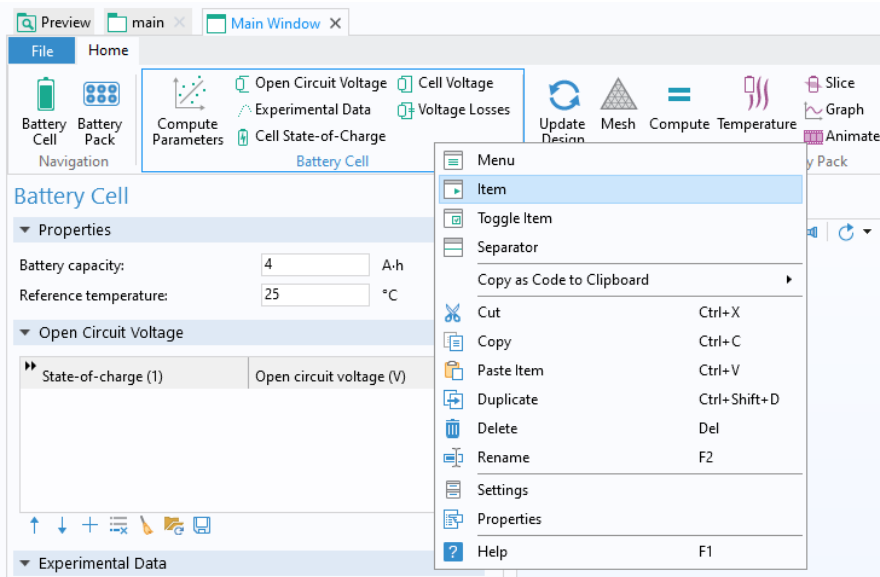 Preview main Main Window
File Home
Battery Cell
Battery Pack
Navigation
Compute Parameters
Open Circuit Voltage
Experimental Data
Cell State-of-Charge
Cell Voltage
Voltage Losses
Battery Cell
Update Design
Mesh
Compute
Temperature
Slice
Graph
Animate
y Pack
Menu
Item
Toggle Item
Separator
Copy as Code to Clipboard
Cut Ctrl+X
Copy Ctrl+C
Paste Item Ctrl+V
Duplicate Ctrl+Shift+D
Delete Del
Rename F2
Settings
Properties
? Help F1
Battery Cell
Properties
Battery capacity: 4 A·h
Reference temperature: 25 °C
Open Circuit Voltage
State-of-charge (1) Open circuit voltage (V)
Experimental Data